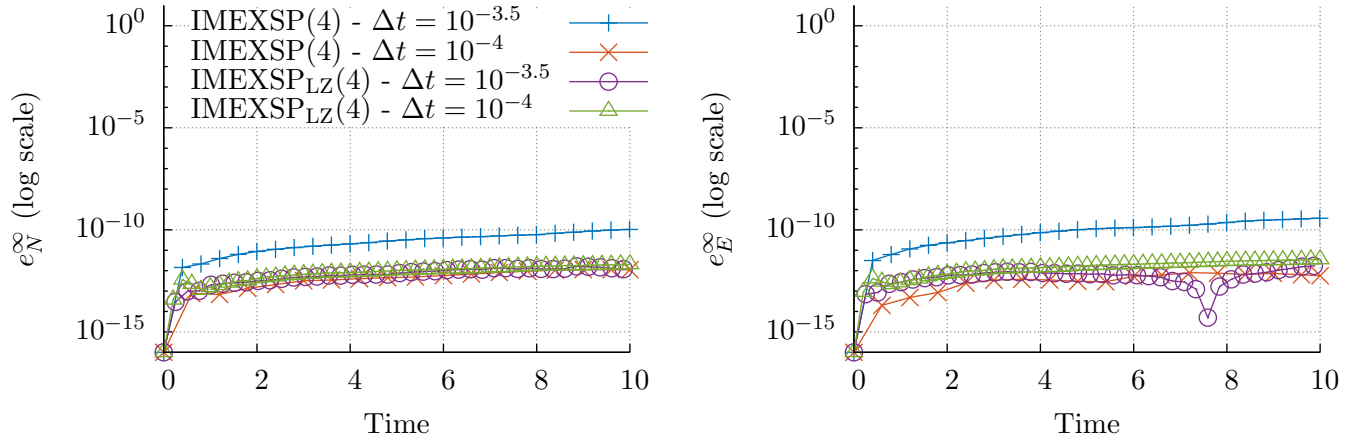 10^0
10^{-5}
10^{-10}
10^{-15}
e_N^∞ (log scale)
IMEXSP(4) - Δt = 10^{-3.5}
IMEXSP(4) - Δt = 10^{-4}
IMEXSP_{LZ}(4) - Δt = 10^{-3.5}
IMEXSP_{LZ}(4) - Δt = 10^{-4}
0 2 4 6 8 10
Time
10^0
10^{-5}
10^{-10}
10^{-15}
e_E^∞ (log scale)
0 2 4 6 8 10
Time